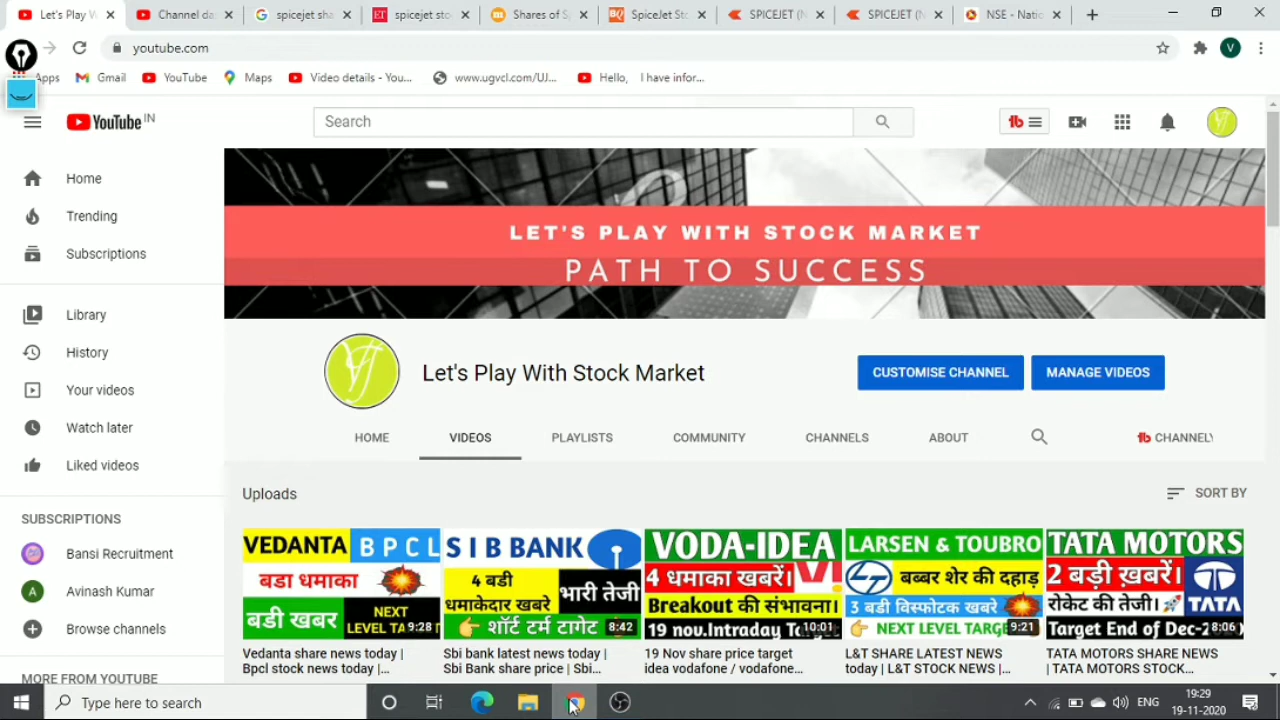 Let's Play W
Channel da
spicejet sha
spicejet sto
Shares of S
SpiceJet St
SPICEJET (N
SPICEJET (N
NSE - Natio
youtube.com
V
Apps
Gmail
YouTube
Maps
Video details - You...
www.ugvcl.com/UJ...
Hello, I have infor...
YouTube IN
Search
Home
Trending
Subscriptions
Library
History
Your videos
Watch later
Liked videos
SUBSCRIPTIONS
Bansi Recruitment
A
Avinash Kumar
Browse channels
MORE FROM YOUTUBE
LET'S PLAY WITH STOCK MARKET
PATH TO SUCCESS
Let's Play With Stock Market
CUSTOMISE CHANNEL
MANAGE VIDEOS
HOME
VIDEOS
PLAYLISTS
COMMUNITY
CHANNELS
ABOUT
CHANNELY
Uploads
SORT BY
VEDANTA BPCL
बडा धमाका
बडी खबर
NEXT
LEVEL TA
9:28
Vedanta share news today |
Bpcl stock news today |...
S I B BANK
4 बडी
धमाकेदार खबरे
भारी तेजी
शॉर्ट टर्म टार्गेट
8:42
Sbi bank latest news today |
Sbi Bank share price | Sbi...
VODA-IDEA
4 धमाका खबरें।
Breakout की संभावना।
19 nov.Intraday Ta
10:01
19 Nov share price target
idea vodafone / vodafone...
LARSEN & TOUBRO
बब्बर शेर की दहाड़
3 बडी विस्फोटक खबरे
NEXT LEVEL TARGE
9:21
L&T SHARE LATEST NEWS
today | L&T STOCK NEWS |...
TATA MOTORS
2 बड़ी ख़बरें।
रोकेट की तेजी।
TATA
Target End of Dec-2
8:06
TATA MOTORS SHARE NEWS
| TATA MOTORS STOCK...
Type here to search
ENG
19:29
19-11-2020